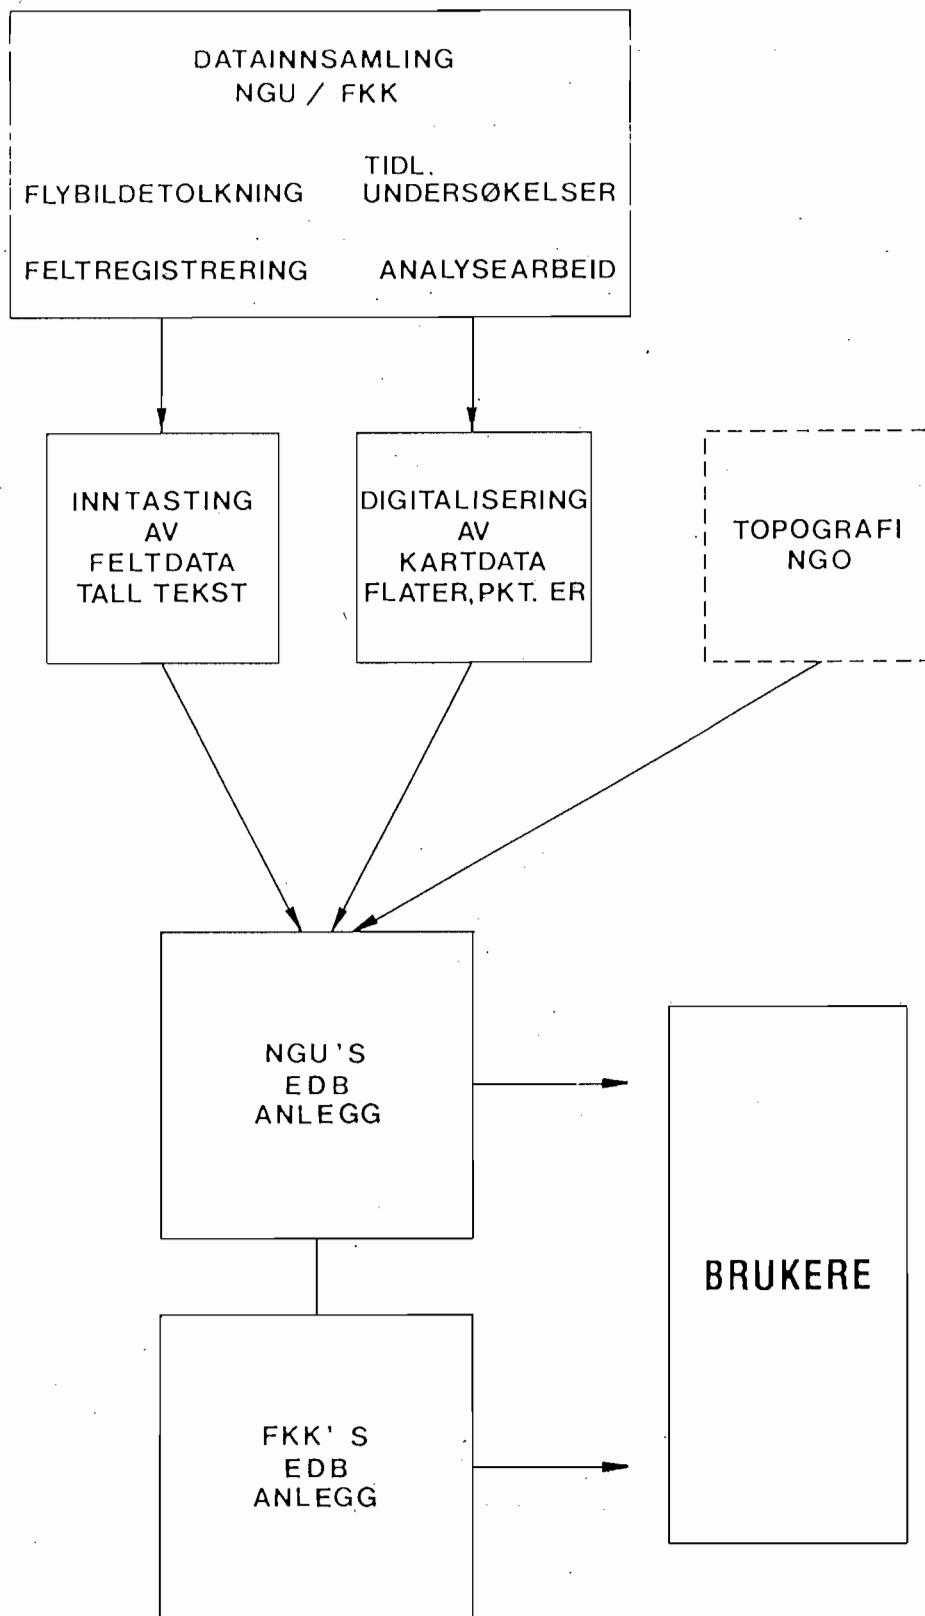 DATAINNSAMLING
NGU / FKK
FLYBILDETOLKNING
TIDL.
UNDERSØKELSER
FELTREGISTRERING
ANALYSEARBEID
INNTASTING
AV
FELTDATA
TALL TEKST
DIGITALISERING
AV
KARTDATA
FLATER, PKT. ER
TOPOGRAFI
NGO
NGU'S
EDB
ANLEGG
BRUKERE
FKK'S
EDB
ANLEGG